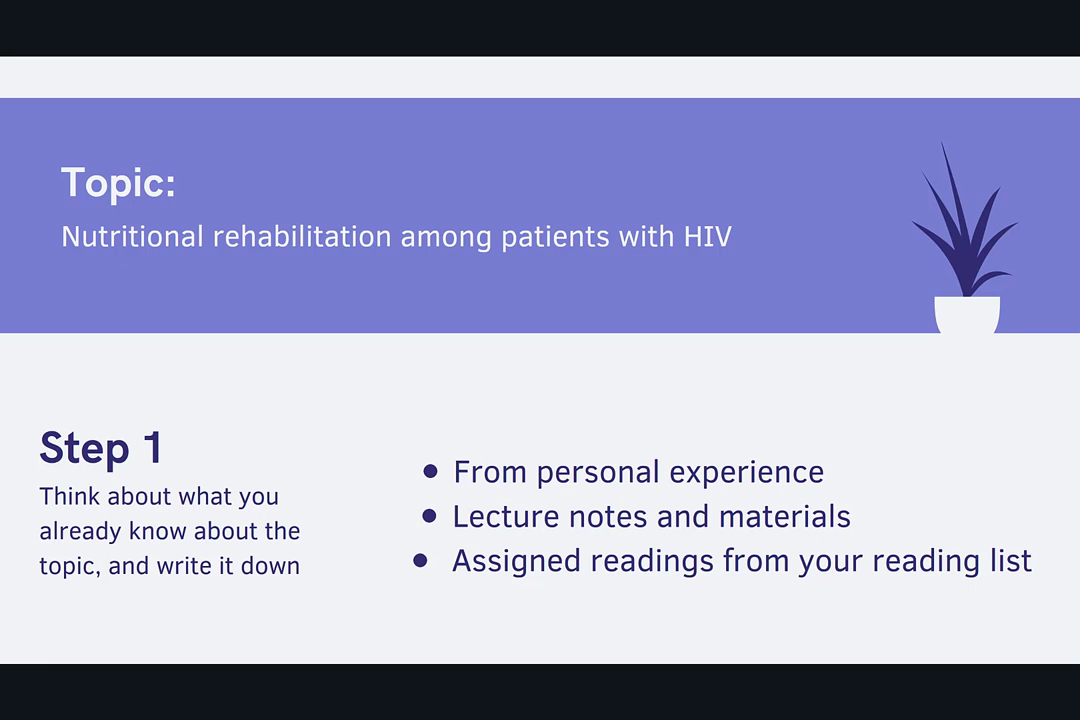 Topic:
Nutritional rehabilitation among patients with HIV
Step 1
Think about what you
already know about the
topic, and write it down
• From personal experience
• Lecture notes and materials
• Assigned readings from your reading list